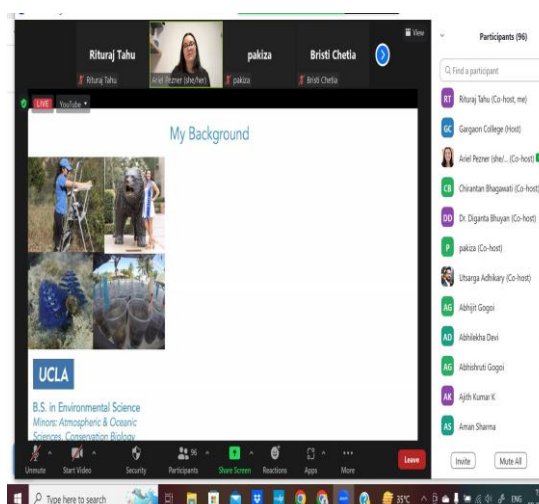 Rituraj Tahu
pakiza
Bristi Chetia
View
Rituraj Tahu
Ariel Pezner (she/her)
pakiza
Bristi Chetia
LIVE
YouTube
My Background
UCLA
B.S. in Environmental Science
Minors: Atmospheric & Oceanic
Sciences, Conservation Biology
Unmute
Start Video
Security
96
Participants
Share Screen
Reactions
Apps
More
Leave
Participants (96)
Find a participant
RT Rituraj Tahu (Co-host, me)
GC Gargaon College (Host)
Ariel Pezner (she/... (Co-host)
CB Chirantan Bhagawati (Co-host)
DD Dr. Diganta Bhuyan (Co-host)
P pakiza (Co-host)
Utsarga Adhikary (Co-host)
AG Abhijit Gogoi
AD Abhilekha Devi
AG Abhishruti Gogoi
AK Ajith Kumar K
AS Aman Sharma
Invite
Mute All
Type here to search
35°C
ENG